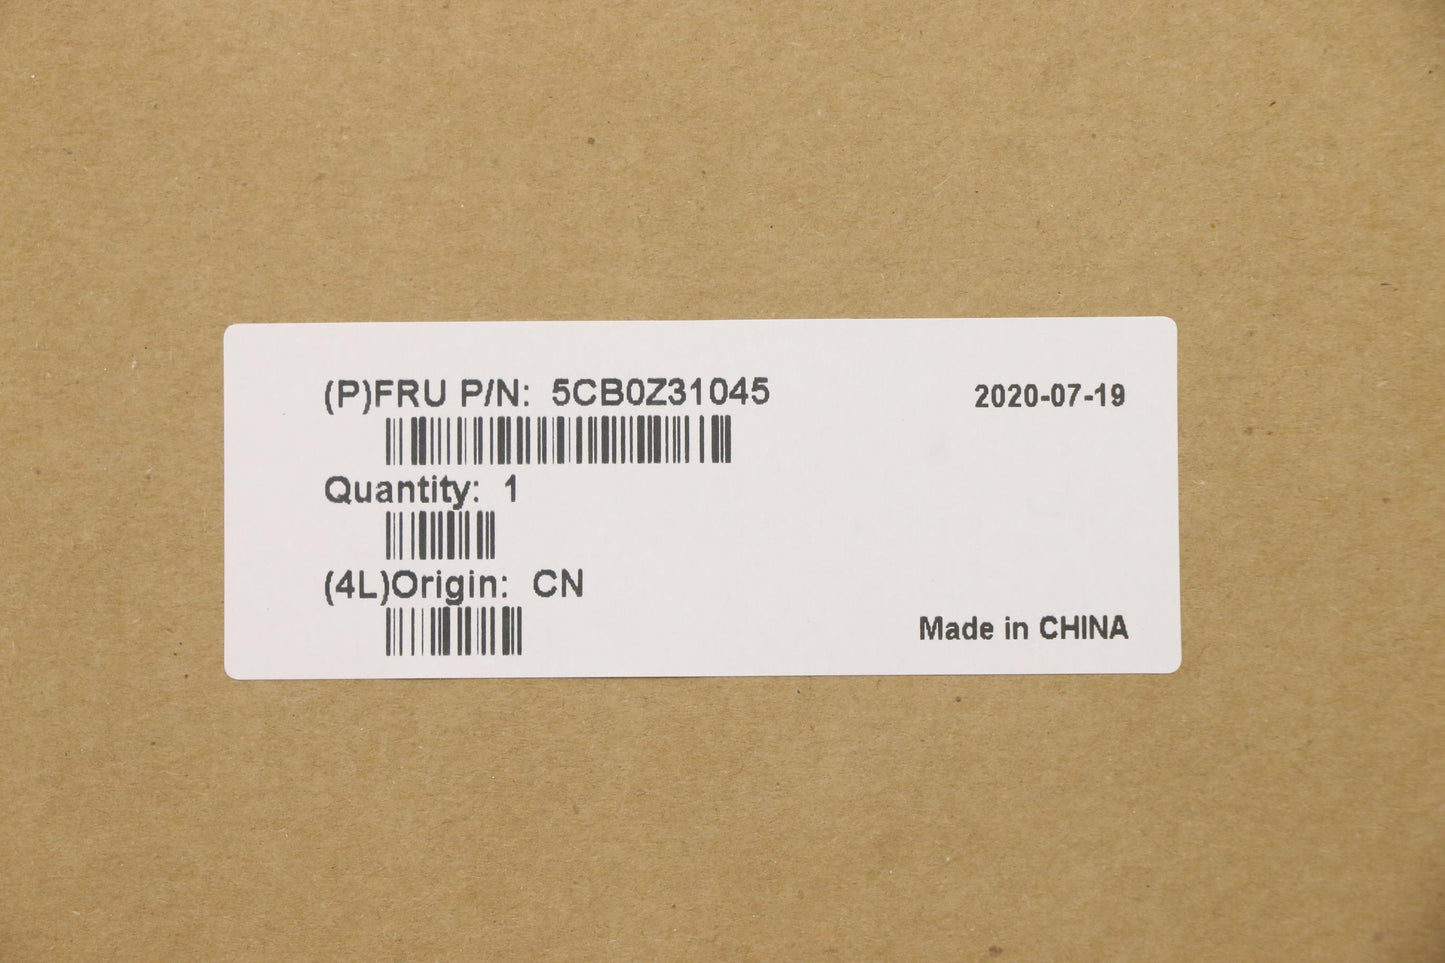 (P)FRU P/N: 5CB0Z31045
2020-07-19
Quantity: 1
(4L)Origin: CN
Made in CHINA